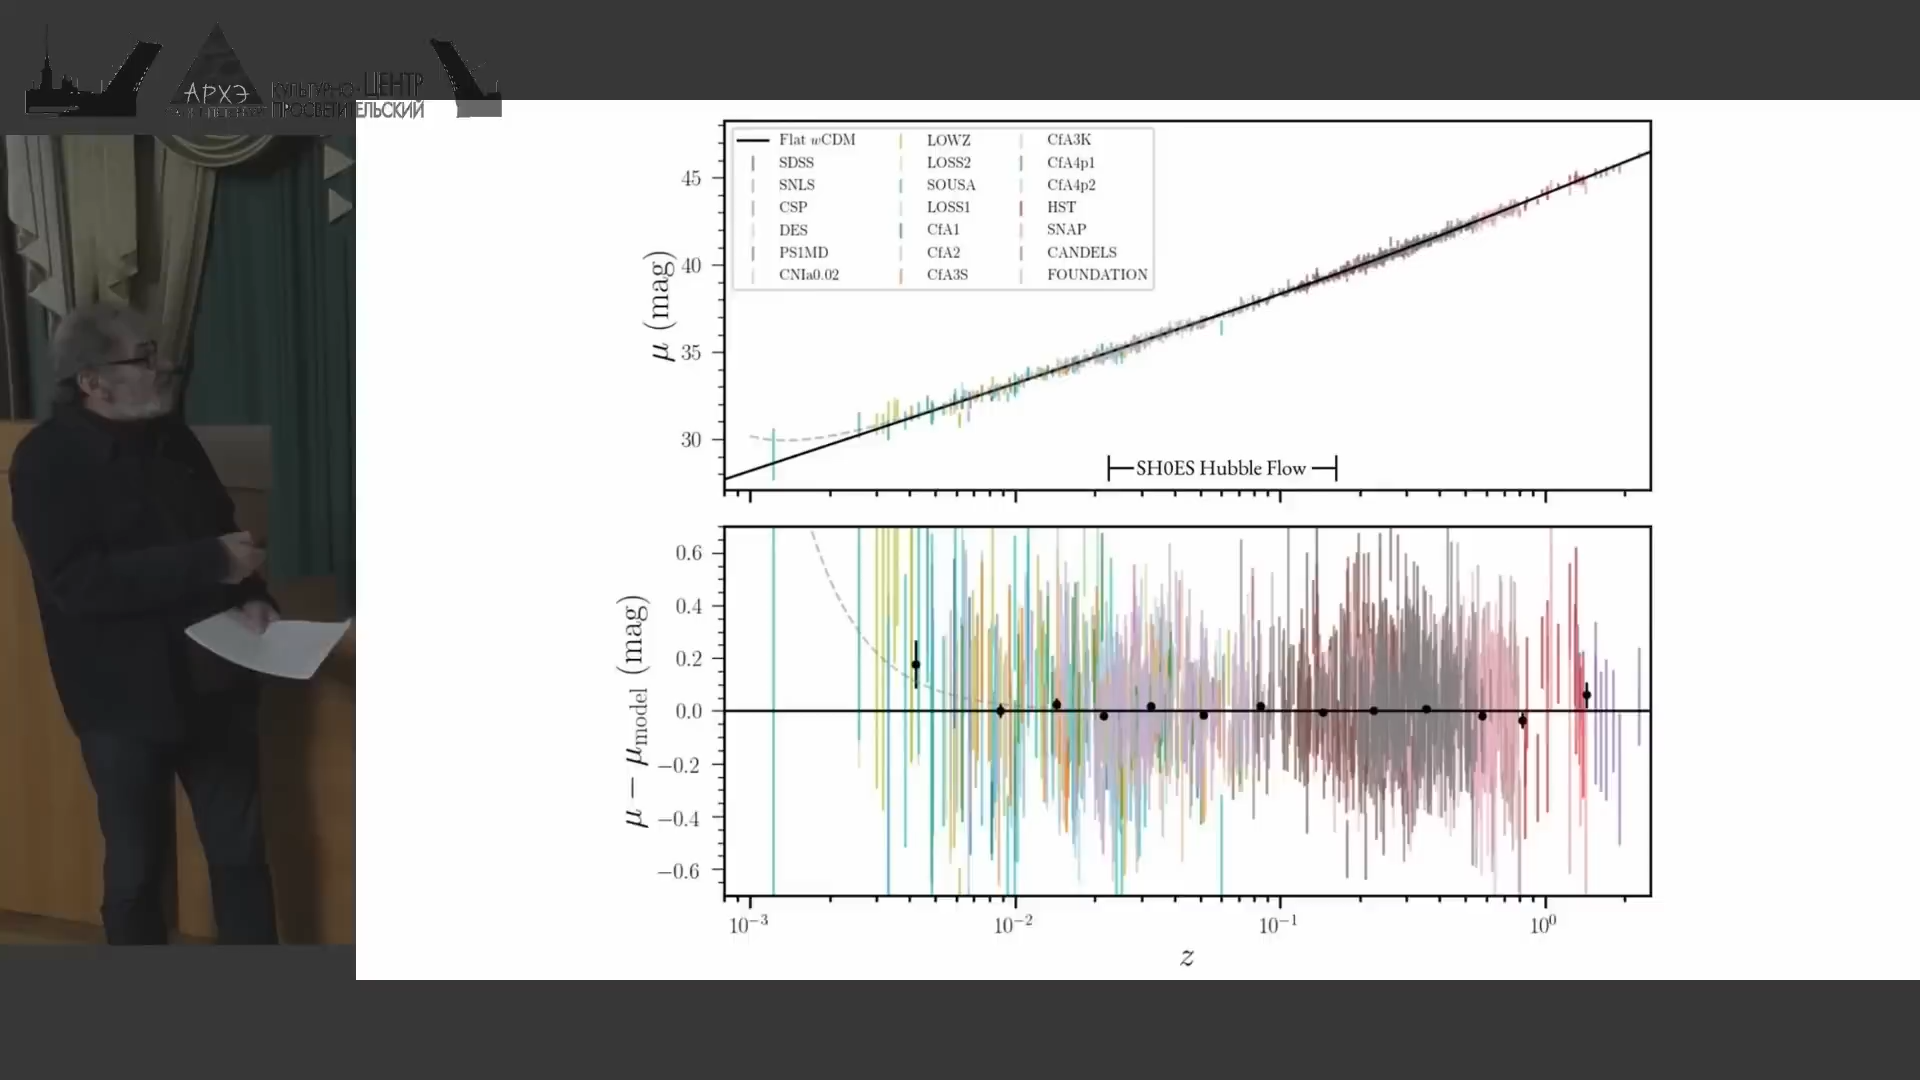 АРХЭ
КУЛЬТУРНО-ЦЕНТР
ПРОСВЕТИТЕЛЬСКИЙ
Flat wCDM
SDSS
SNLS
CSP
DES
PS1MD
CNIa0.02
LOWZ
LOSS2
SOUSA
LOSS1
CfA1
CfA2
CfA3S
CfA3K
CfA4p1
CfA4p2
HST
SNAP
CANDELS
FOUNDATION
45
40
35
30
μ (mag)
SH0ES Hubble Flow
0.6
0.4
0.2
0.0
−0.2
−0.4
−0.6
μ − μmodel (mag)
10⁻³ 10⁻² 10⁻¹ 10⁰
z